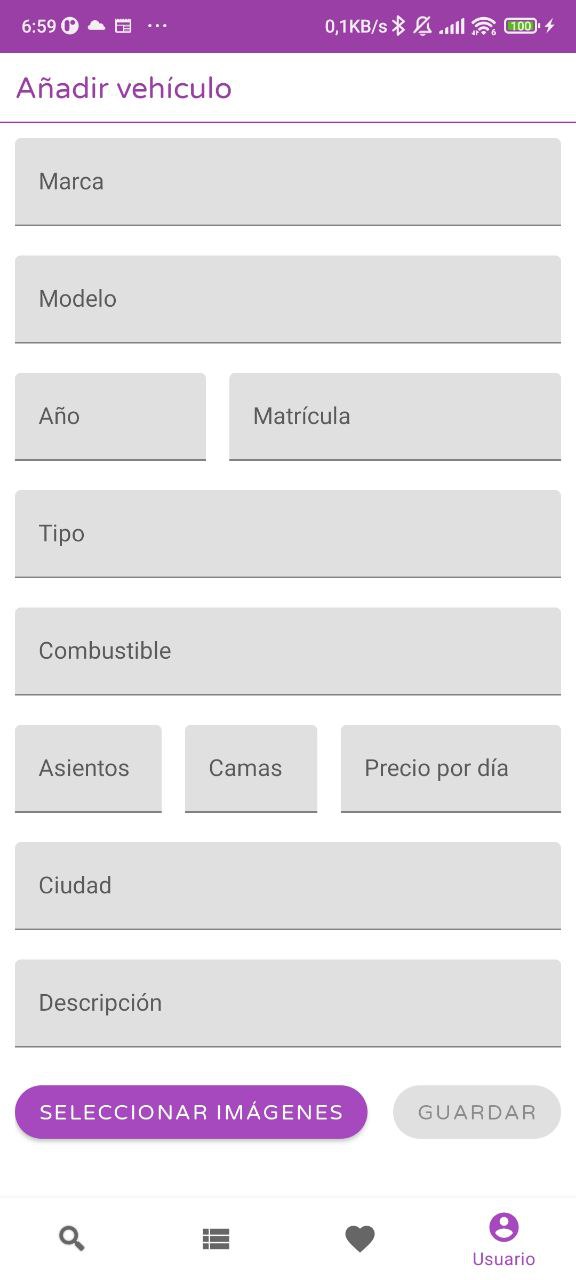 6:59 ··· 0,1KB/s 100
Añadir vehículo
Marca
Modelo
Año Matrícula
Tipo
Combustible
Asientos Camas Precio por día
Ciudad
Descripción
SELECCIONAR IMÁGENES GUARDAR
Usuario